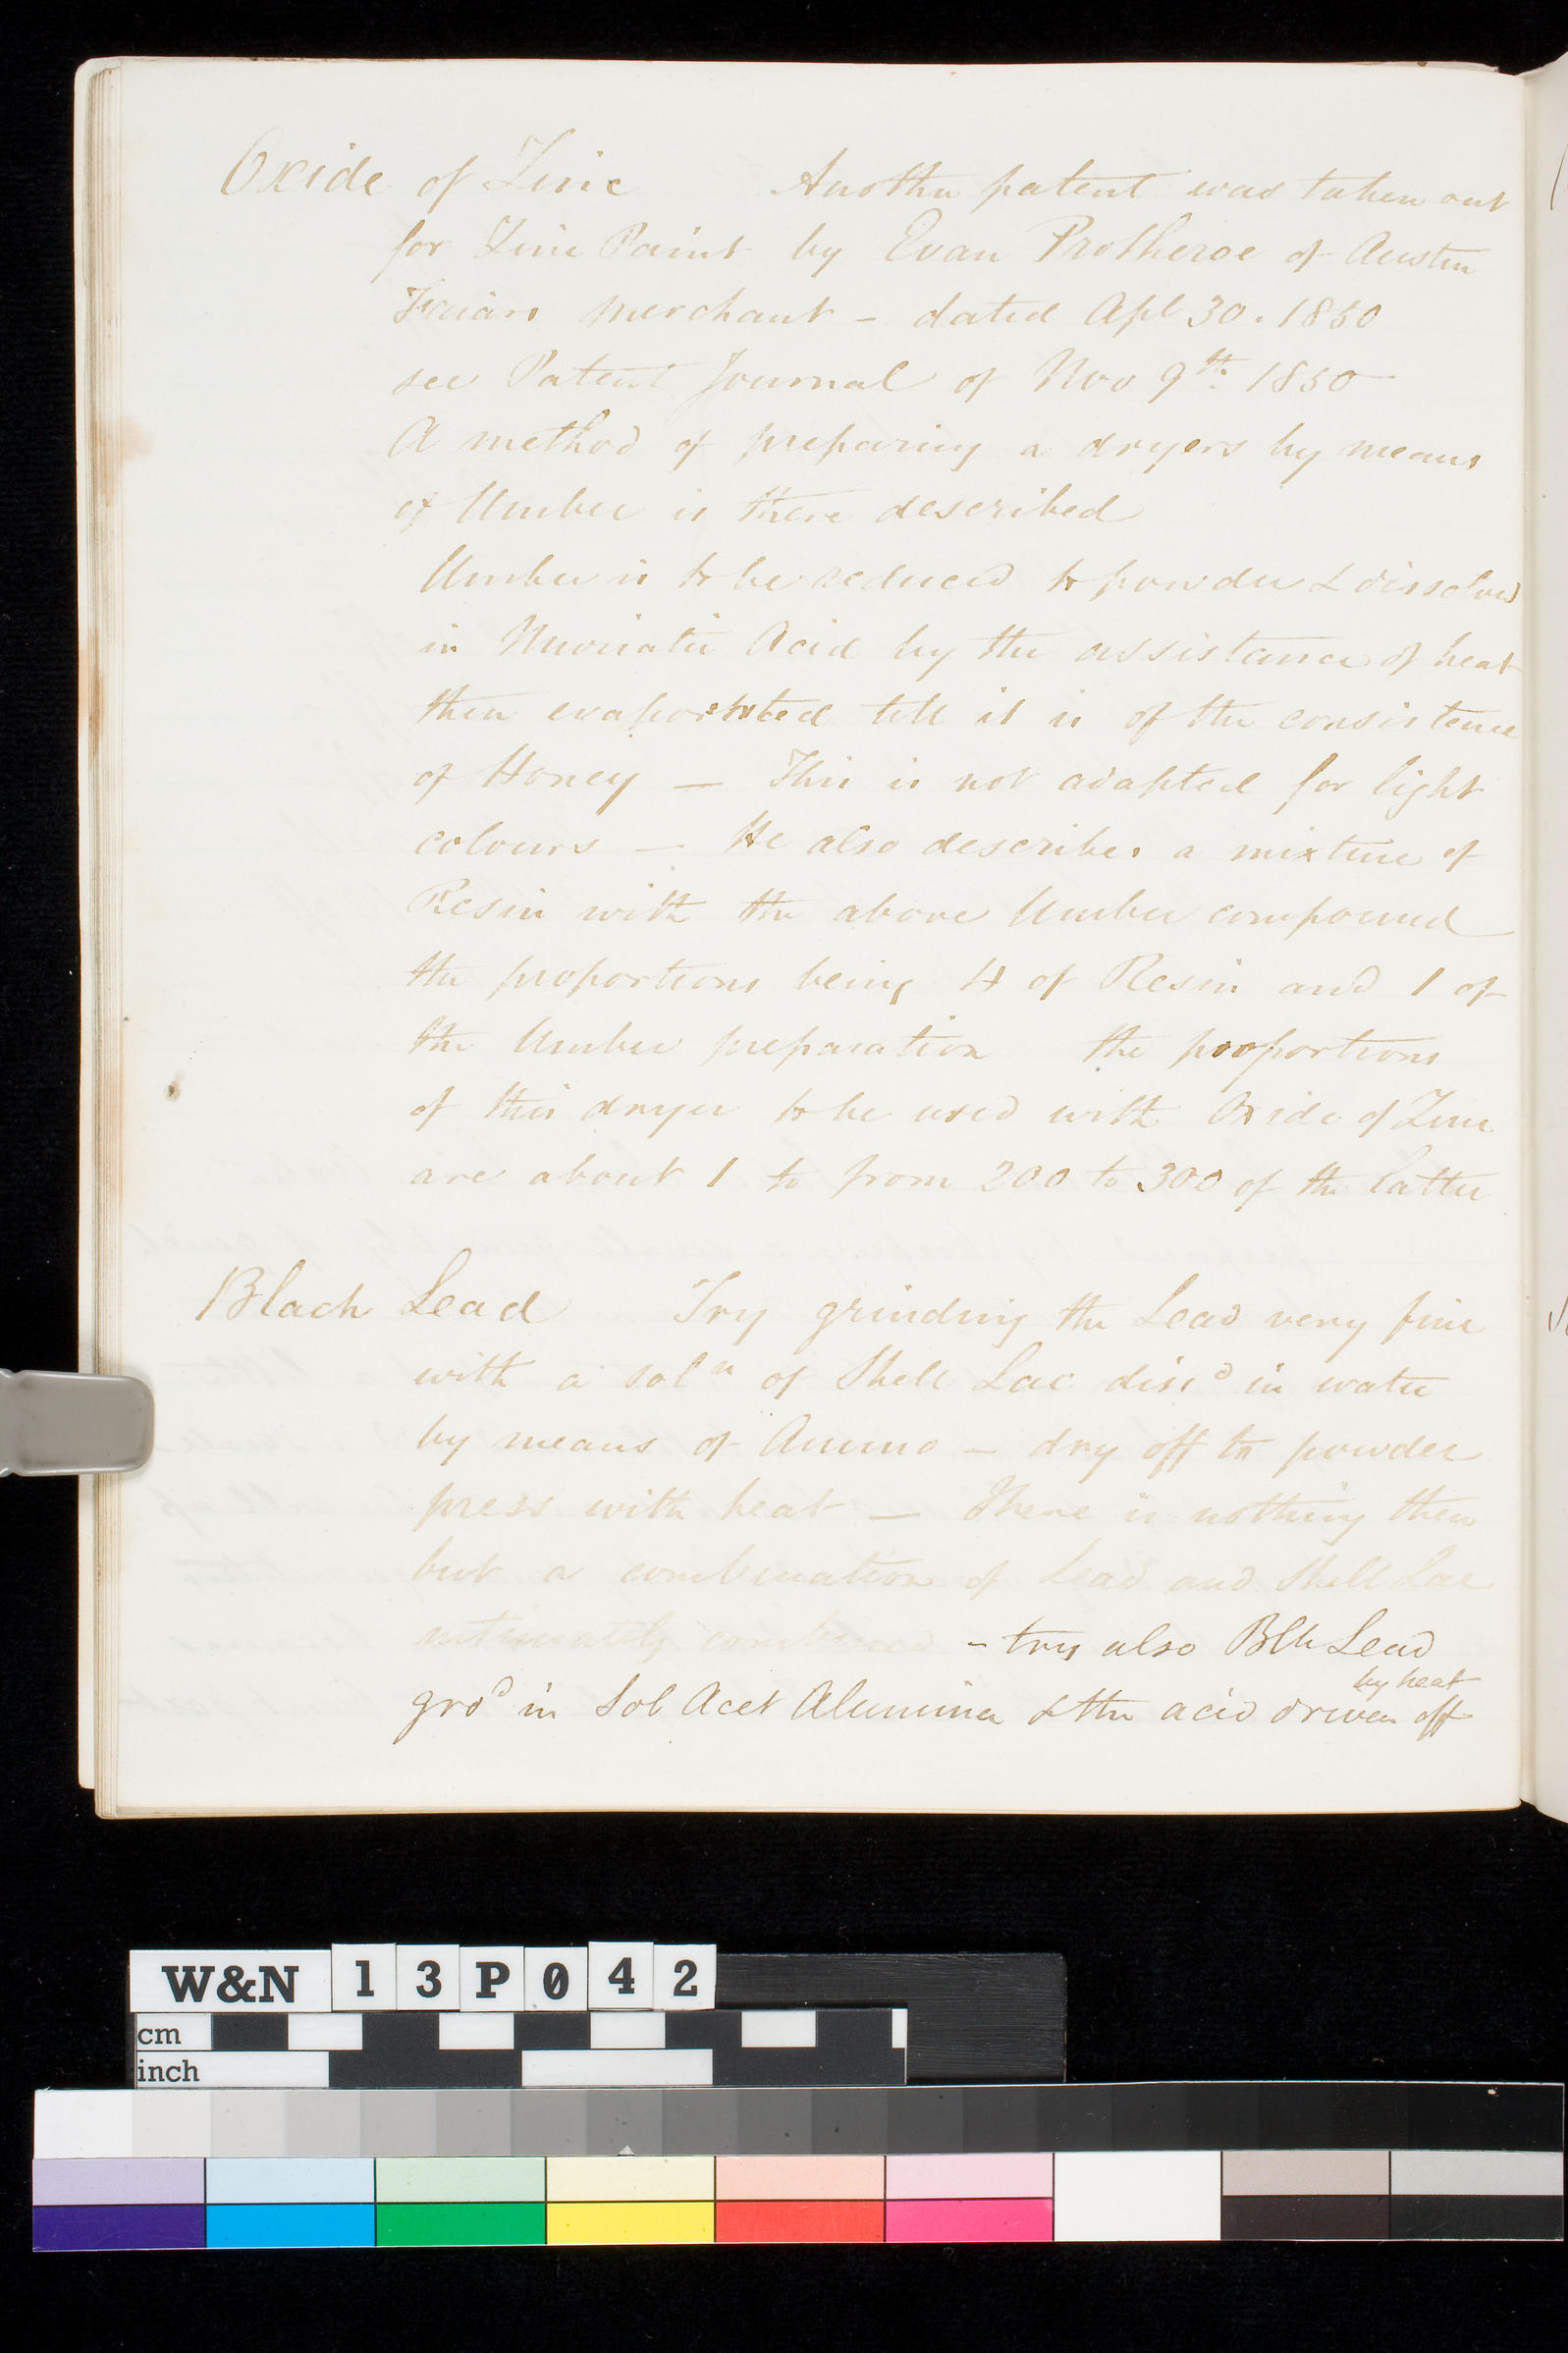 Oxide of Zinc Another patent was taken out
for Zinc Paint by Evan Protheroe of Austin
Friars Merchant – dated Apl 30. 1850
see Patent Journal of Nov 9th 1850
A method of preparing a dryers by means
of Umber is there described
Umber is to be reduced to powder & dissolved
in Muriatic Acid by the assistance of heat
then evaporated till it is of the consistence
of Honey — This is not adapted for light
colours — He also describes a mixture of
Resin with the above Umber compound
the proportions being 4 of Resin and 1 of
the Umber preparation the proportions
of this dryer to be used with Oxide of Zinc
are about 1 to from 200 to 300 of the latter
Black Lead Try grinding the Lead very fine
with a soln of Shell Lac dissd in water
by means of Ammo – dry off to powder
press with heat — There is nothing then
but a combination of Lead and Shell Lac
intimately combined – try also Blk Lead
by heat
grod in Sol Acet Alumina & the acid driven off
W&N 13P042
cm
inch